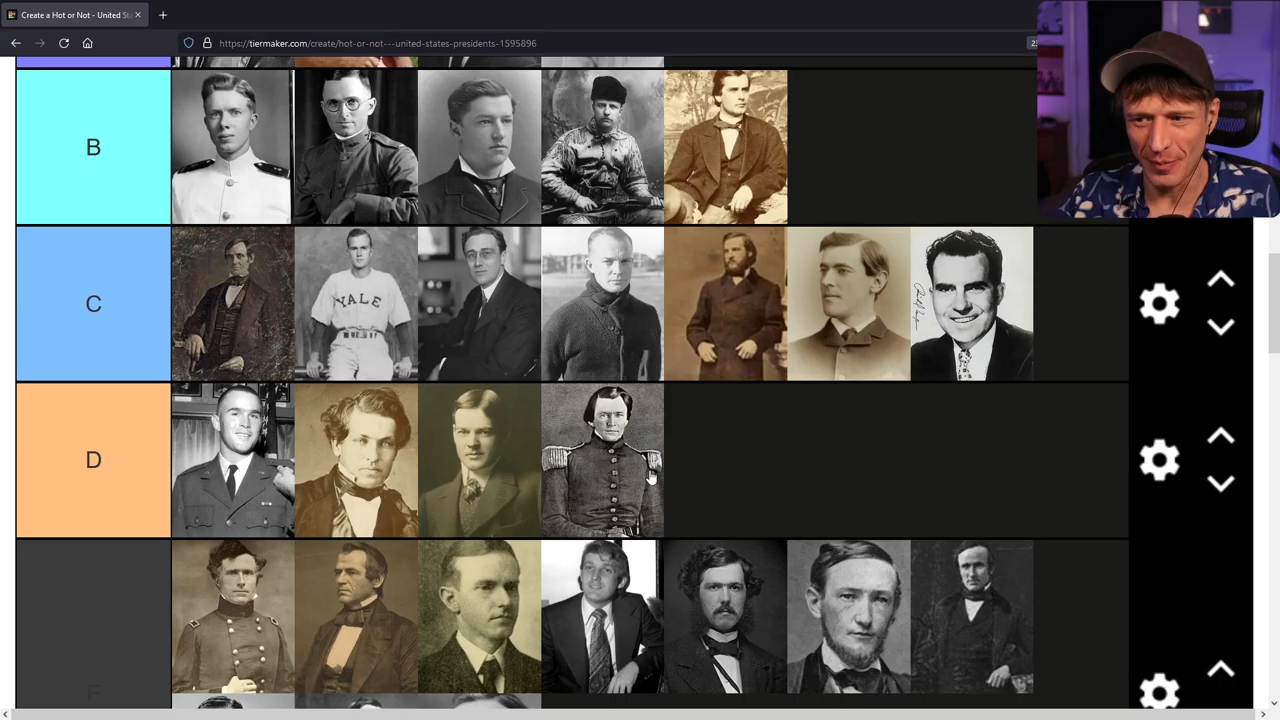 Create a Hot or Not - United St
https://tiermaker.com/create/hot-or-not---united-states-presidents-1595896
B
C
YALE
D
F